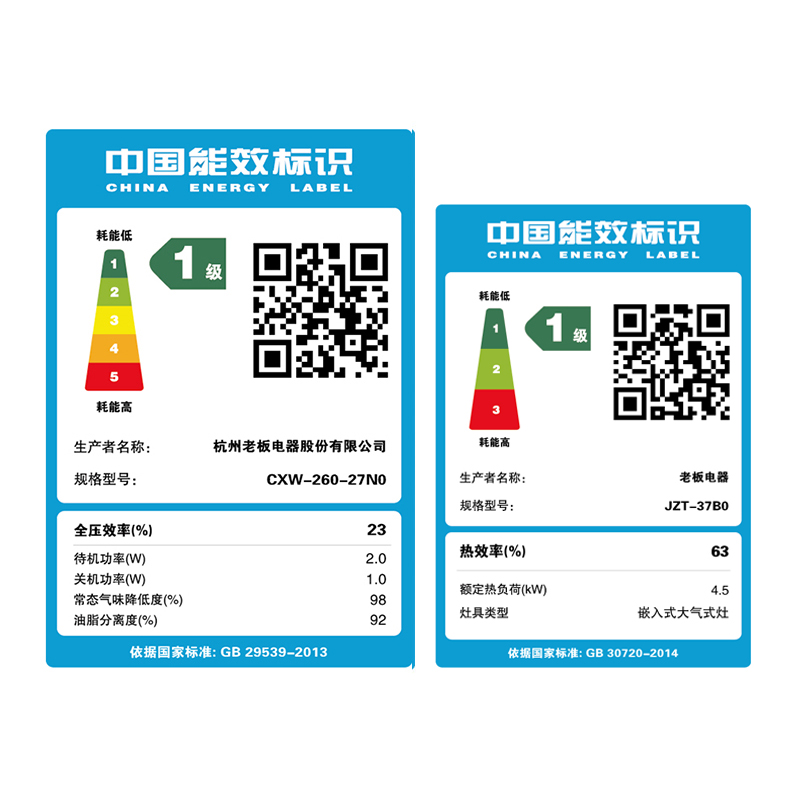 中国能效标识
CHINA ENERGY LABEL
耗能低
1
2
3
4
5
耗能高
1级
生产者名称:
杭州老板电器股份有限公司
规格型号:
CXW-260-27N0
全压效率(%) 23
待机功率(W) 2.0
关机功率(W) 1.0
常态气味降低度(%) 98
油脂分离度(%) 92
依据国家标准: GB 29539-2013
中国能效标识
CHINA ENERGY LABEL
耗能低
1
2
3
耗能高
1级
生产者名称:
老板电器
规格型号:
JZT-37B0
热效率(%) 63
额定热负荷(kW) 4.5
灶具类型 嵌入式大气式灶
依据国家标准: GB 30720-2014